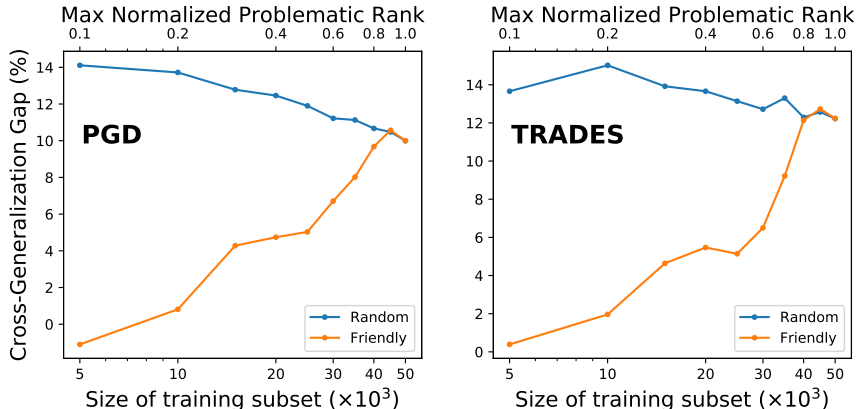 Max Normalized Problematic Rank
0.1 0.2 0.4 0.6 0.8 1.0
Cross-Generalization Gap (%)
14
12
10
8
6
4
2
0
PGD
Random
Friendly
5 10 20 30 40 50
Size of training subset (×10³)
Max Normalized Problematic Rank
0.1 0.2 0.4 0.6 0.8 1.0
14
12
10
8
6
4
2
0
TRADES
Random
Friendly
5 10 20 30 40 50
Size of training subset (×10³)